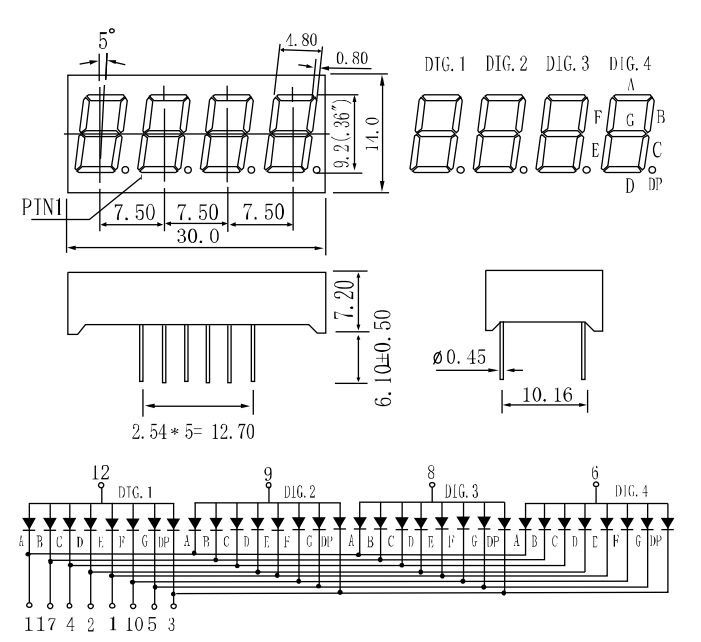 5°
4.80
0.80
9.2(.36")
14.0
PIN1
7.50 7.50 7.50
30.0
DIG.1 DIG.2 DIG.3 DIG.4
A
F G B
E C
D DP
7.20
6.10±0.50
2.54*5= 12.70
ø0.45
10.16
12 9 8 6
DIG.1 DIG.2 DIG.3 DIG.4
A B C D E F G DP A B C D E F G DP A B C D E F G DP A B C D E F G DP
11 7 4 2 1 10 5 3